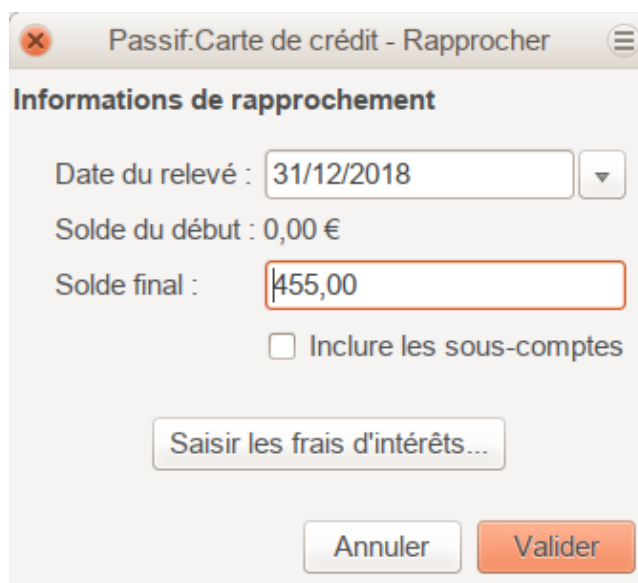 Passif:Carte de crédit - Rapprocher
Informations de rapprochement
Date du relevé : 31/12/2018
Solde du début : 0,00 €
Solde final : 455,00
Inclure les sous-comptes
Saisir les frais d'intérêts...
Annuler Valider